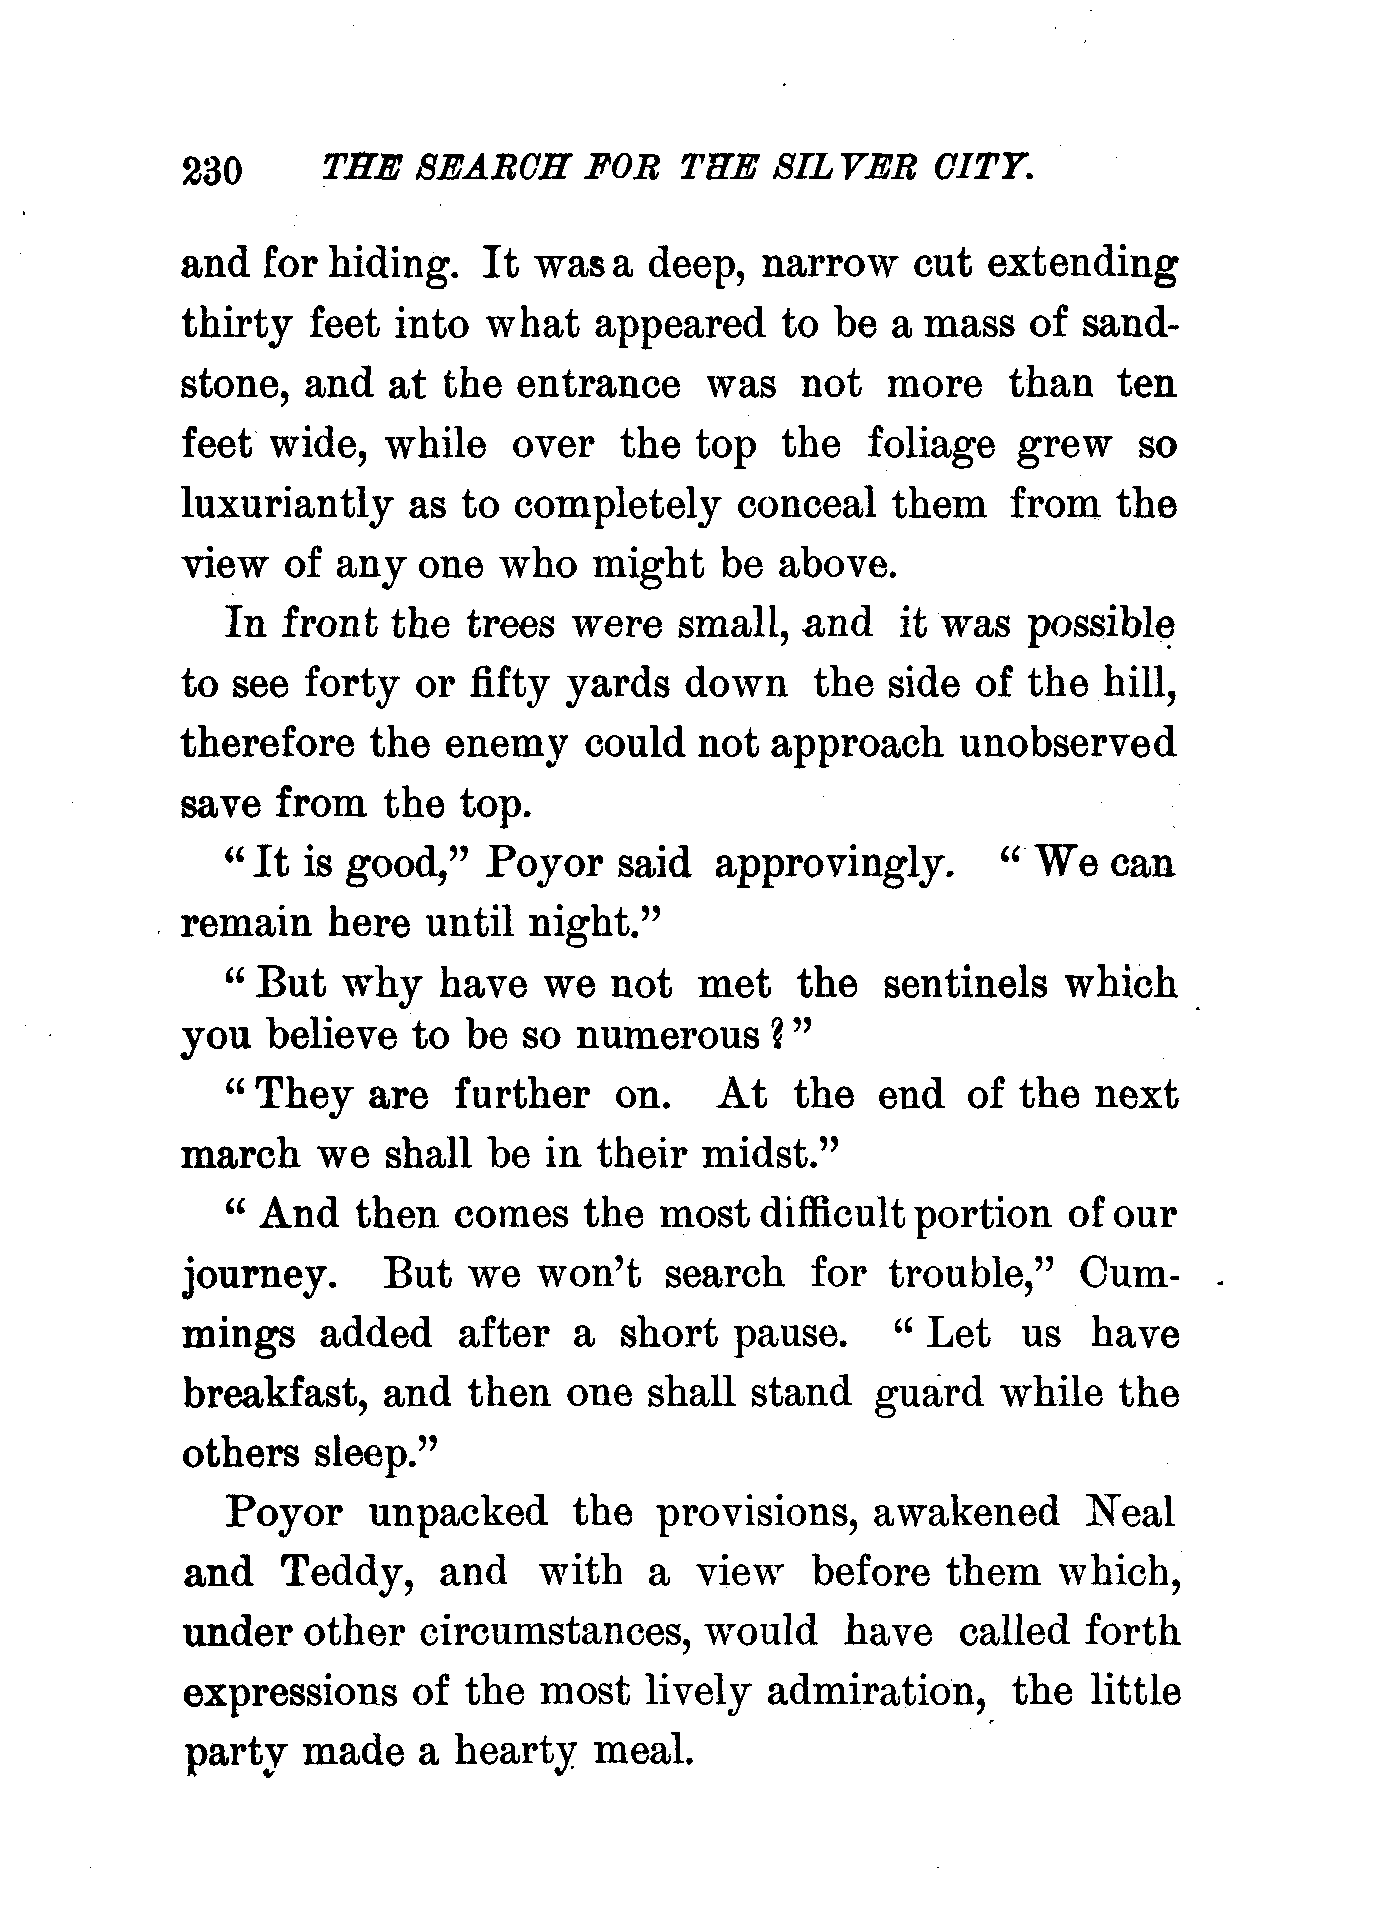 230 THE SEARCH FOR THE SILVER CITY.
and for hiding. It was a deep, narrow cut extending
thirty feet into what appeared to be a mass of sand-
stone, and at the entrance was not more than ten
feet wide, while over the top the foliage grew so
luxuriantly as to completely conceal them from the
view of any one who might be above.
In front the trees were small, and it was possible
to see forty or fifty yards down the side of the hill,
therefore the enemy could not approach unobserved
save from the top.
“It is good,” Poyor said approvingly. “We can
remain here until night.”
“But why have we not met the sentinels which
you believe to be so numerous?”
“They are further on. At the end of the next
march we shall be in their midst.”
“And then comes the most difficult portion of our
journey. But we won’t search for trouble,” Cum-
mings added after a short pause. “Let us have
breakfast, and then one shall stand guard while the
others sleep.”
Poyor unpacked the provisions, awakened Neal
and Teddy, and with a view before them which,
under other circumstances, would have called forth
expressions of the most lively admiration, the little
party made a hearty meal.